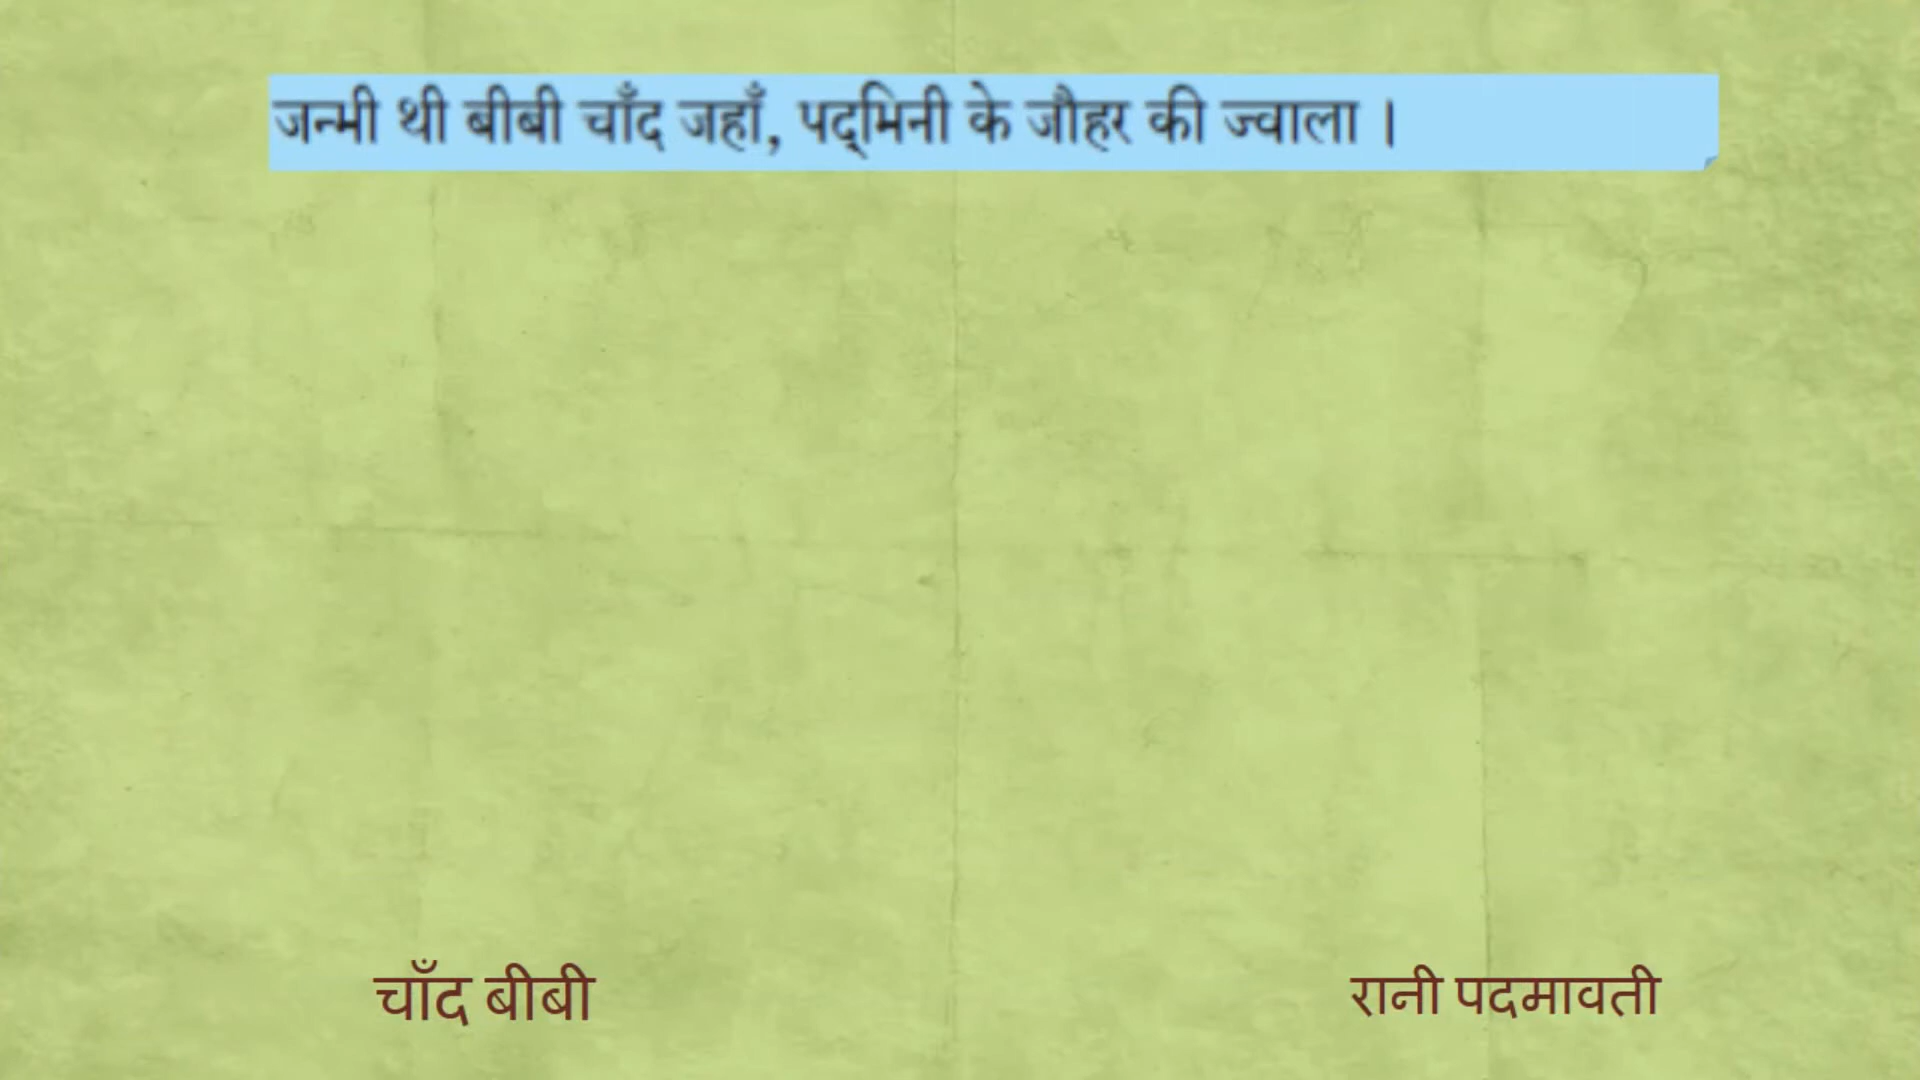 जन्मी थी बीबी चाँद जहाँ, पद्मिनी के जौहर की ज्वाला ।
चाँद बीबी
रानी पदमावती